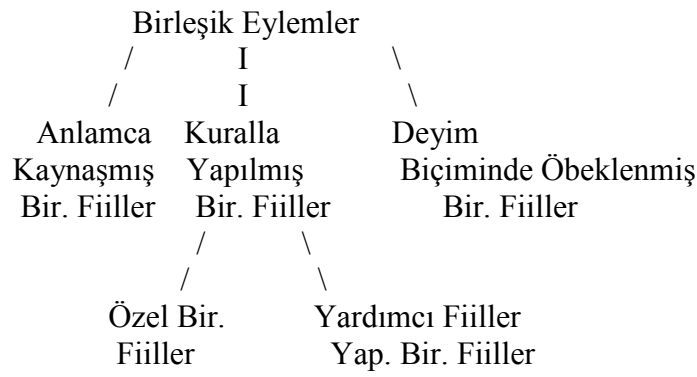 Birleşik Eylemler
/ I \
/ I \
Anlamca Kuralla Deyim
Kaynaşmış Yapılmış Biçiminde Öbeklenmiş
Bir. Fiiller Bir. Fiiller Bir. Fiiller
/ \
/ \
/ \
Özel Bir. Yardımcı Fiiller
Fiiller Yap. Bir. Fiiller